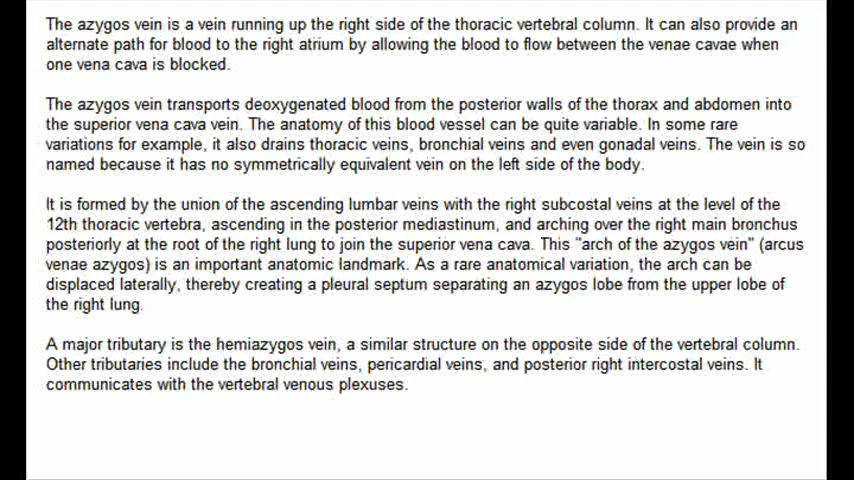 The azygos vein is a vein running up the right side of the thoracic vertebral column. It can also provide an
alternate path for blood to the right atrium by allowing the blood to flow between the venae cavae when
one vena cava is blocked.
The azygos vein transports deoxygenated blood from the posterior walls of the thorax and abdomen into
the superior vena cava vein. The anatomy of this blood vessel can be quite variable. In some rare
variations for example, it also drains thoracic veins, bronchial veins and even gonadal veins. The vein is so
named because it has no symmetrically equivalent vein on the left side of the body.
It is formed by the union of the ascending lumbar veins with the right subcostal veins at the level of the
12th thoracic vertebra, ascending in the posterior mediastinum, and arching over the right main bronchus
posteriorly at the root of the right lung to join the superior vena cava. This "arch of the azygos vein" (arcus
venae azygos) is an important anatomic landmark. As a rare anatomical variation, the arch can be
displaced laterally, thereby creating a pleural septum separating an azygos lobe from the upper lobe of
the right lung.
A major tributary is the hemiazygos vein, a similar structure on the opposite side of the vertebral column.
Other tributaries include the bronchial veins, pericardial veins, and posterior right intercostal veins. It
communicates with the vertebral venous plexuses.